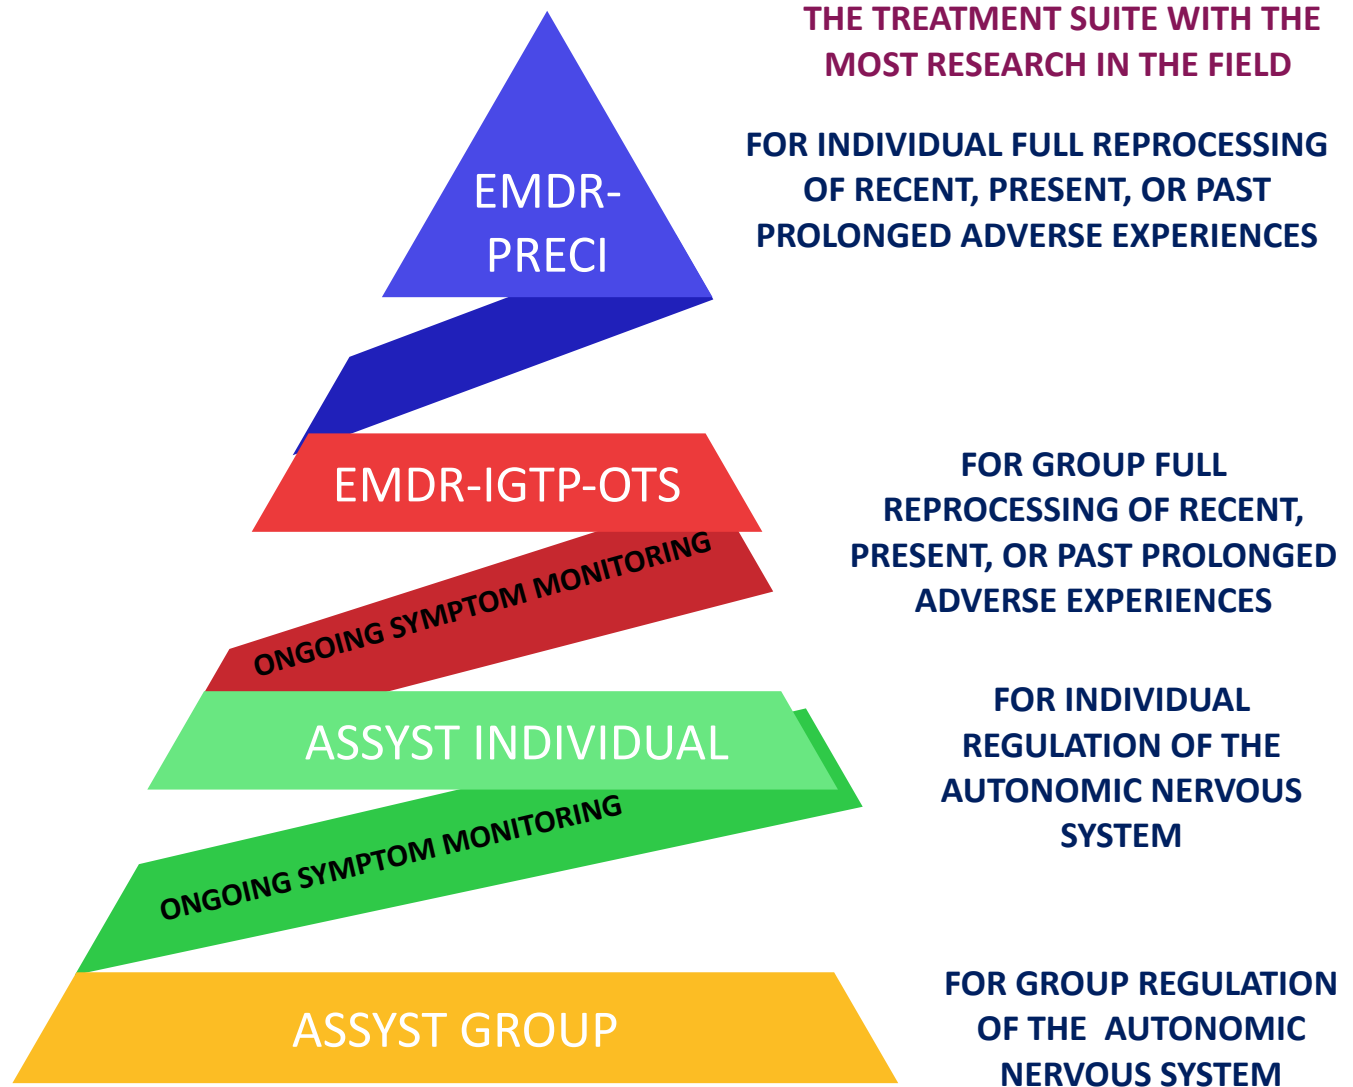 THE TREATMENT SUITE WITH THE
MOST RESEARCH IN THE FIELD
FOR INDIVIDUAL FULL REPROCESSING
OF RECENT, PRESENT, OR PAST
PROLONGED ADVERSE EXPERIENCES
EMDR-
PRECI
EMDR-IGTP-OTS
FOR GROUP FULL
REPROCESSING OF RECENT,
PRESENT, OR PAST PROLONGED
ADVERSE EXPERIENCES
ONGOING SYMPTOM MONITORING
ASSYST INDIVIDUAL
FOR INDIVIDUAL
REGULATION OF THE
AUTONOMIC NERVOUS
SYSTEM
ONGOING SYMPTOM MONITORING
ASSYST GROUP
FOR GROUP REGULATION
OF THE AUTONOMIC
NERVOUS SYSTEM